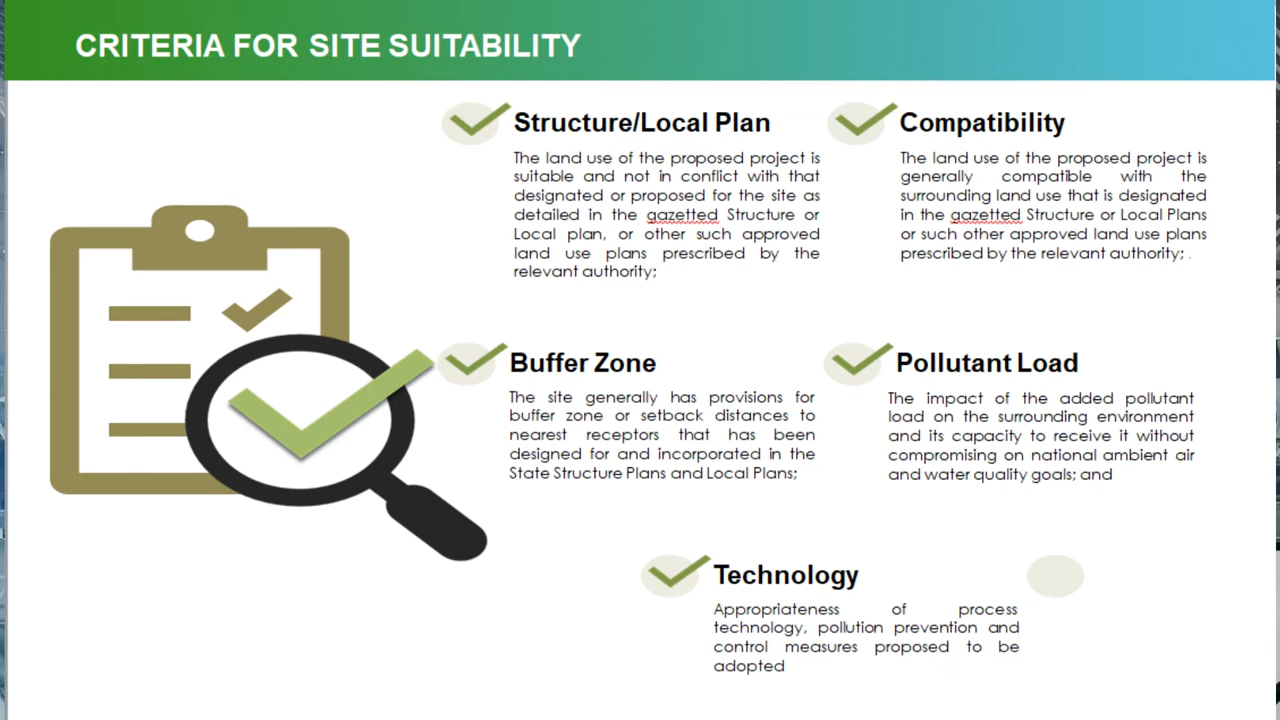 CRITERIA FOR SITE SUITABILITY
Structure/Local Plan
The land use of the proposed project is
suitable and not in conflict with that
designated or proposed for the site as
detailed in the gazetted Structure or
Local plan, or other such approved
land use plans prescribed by the
relevant authority;
Compatibility
The land use of the proposed project is
generally compatible with the
surrounding land use that is designated
in the gazetted Structure or Local Plans
or such other approved land use plans
prescribed by the relevant authority; .
Buffer Zone
The site generally has provisions for
buffer zone or setback distances to
nearest receptors that has been
designed for and incorporated in the
State Structure Plans and Local Plans;
Pollutant Load
The impact of the added pollutant
load on the surrounding environment
and its capacity to receive it without
compromising on national ambient air
and water quality goals; and
Technology
Appropriateness of process
technology, pollution prevention and
control measures proposed to be
adopted